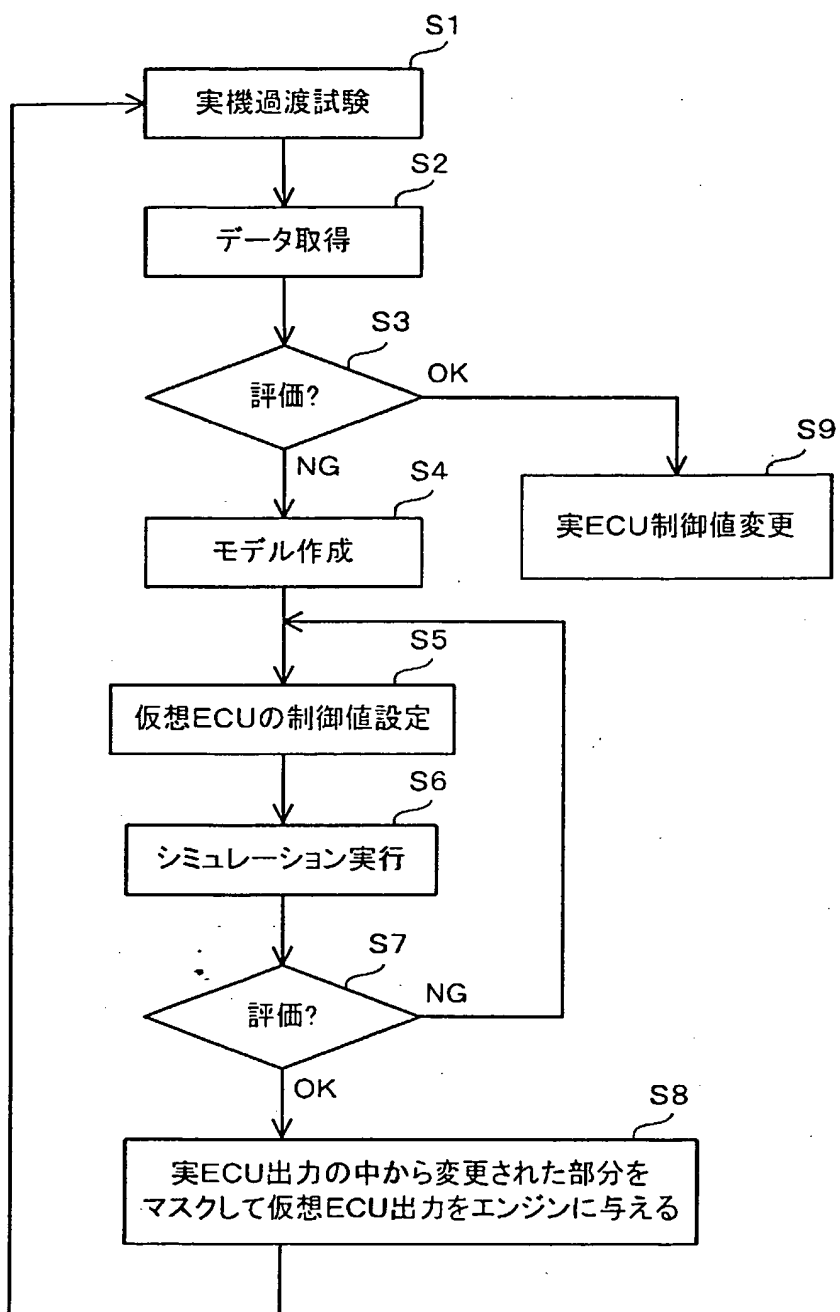 S1
実機過渡試験
S2
データ取得
S3
評価?
OK
NG
S9
実ECU制御値変更
S4
モデル作成
S5
仮想ECUの制御値設定
S6
シミュレーション実行
S7
評価?
NG
OK
S8
実ECU出力の中から変更された部分を
マスクして仮想ECU出力をエンジンに与える